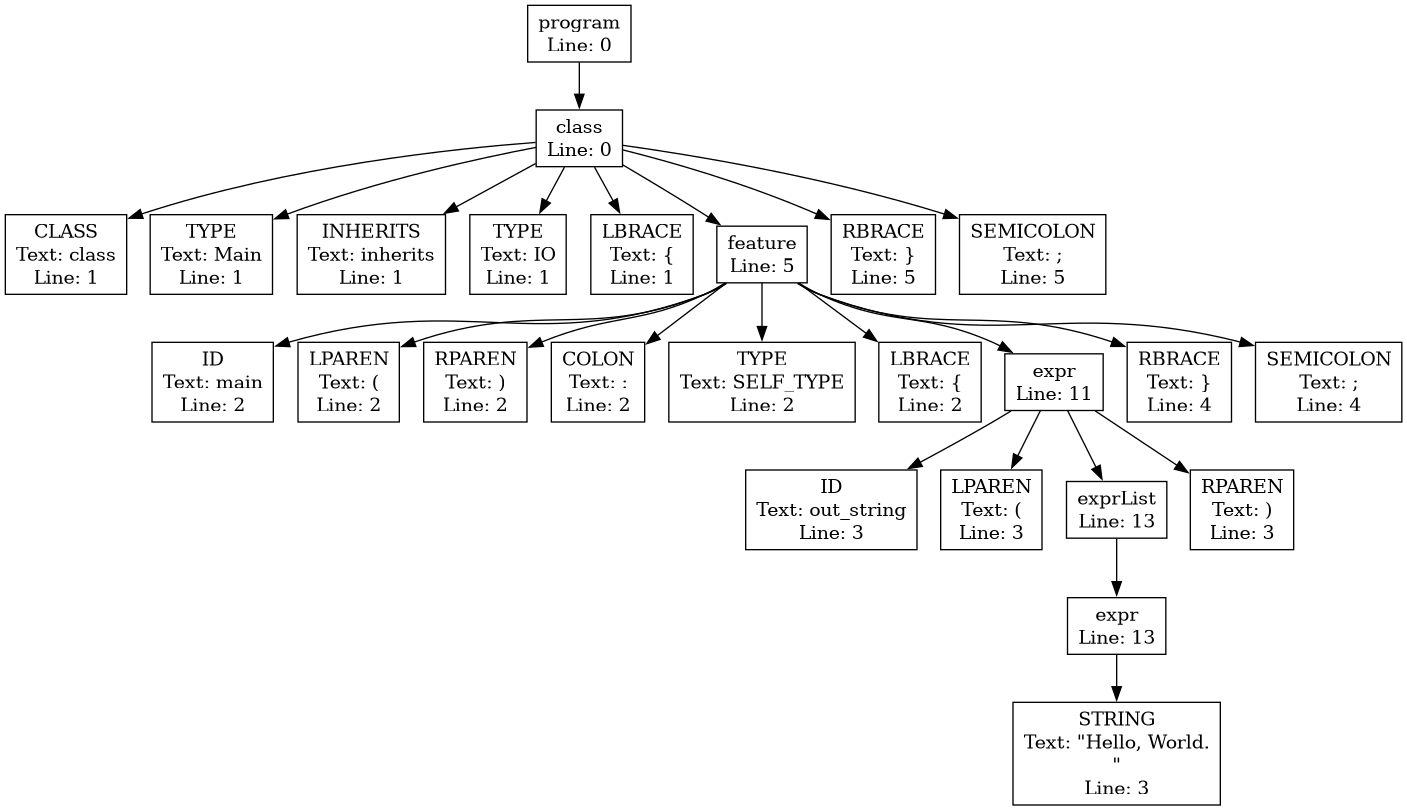 program
Line: 0
class
Line: 0
CLASS
Text: class
Line: 1
TYPE
Text: Main
Line: 1
INHERITS
Text: inherits
Line: 1
TYPE
Text: IO
Line: 1
LBRACE
Text: {
Line: 1
feature
Line: 5
RBRACE
Text: }
Line: 5
SEMICOLON
Text: ;
Line: 5
ID
Text: main
Line: 2
LPAREN
Text: (
Line: 2
RPAREN
Text: )
Line: 2
COLON
Text: :
Line: 2
TYPE
Text: SELF_TYPE
Line: 2
LBRACE
Text: {
Line: 2
expr
Line: 11
RBRACE
Text: }
Line: 4
SEMICOLON
Text: ;
Line: 4
ID
Text: out_string
Line: 3
LPAREN
Text: (
Line: 3
exprList
Line: 13
RPAREN
Text: )
Line: 3
expr
Line: 13
STRING
Text: "Hello, World.
"
Line: 3